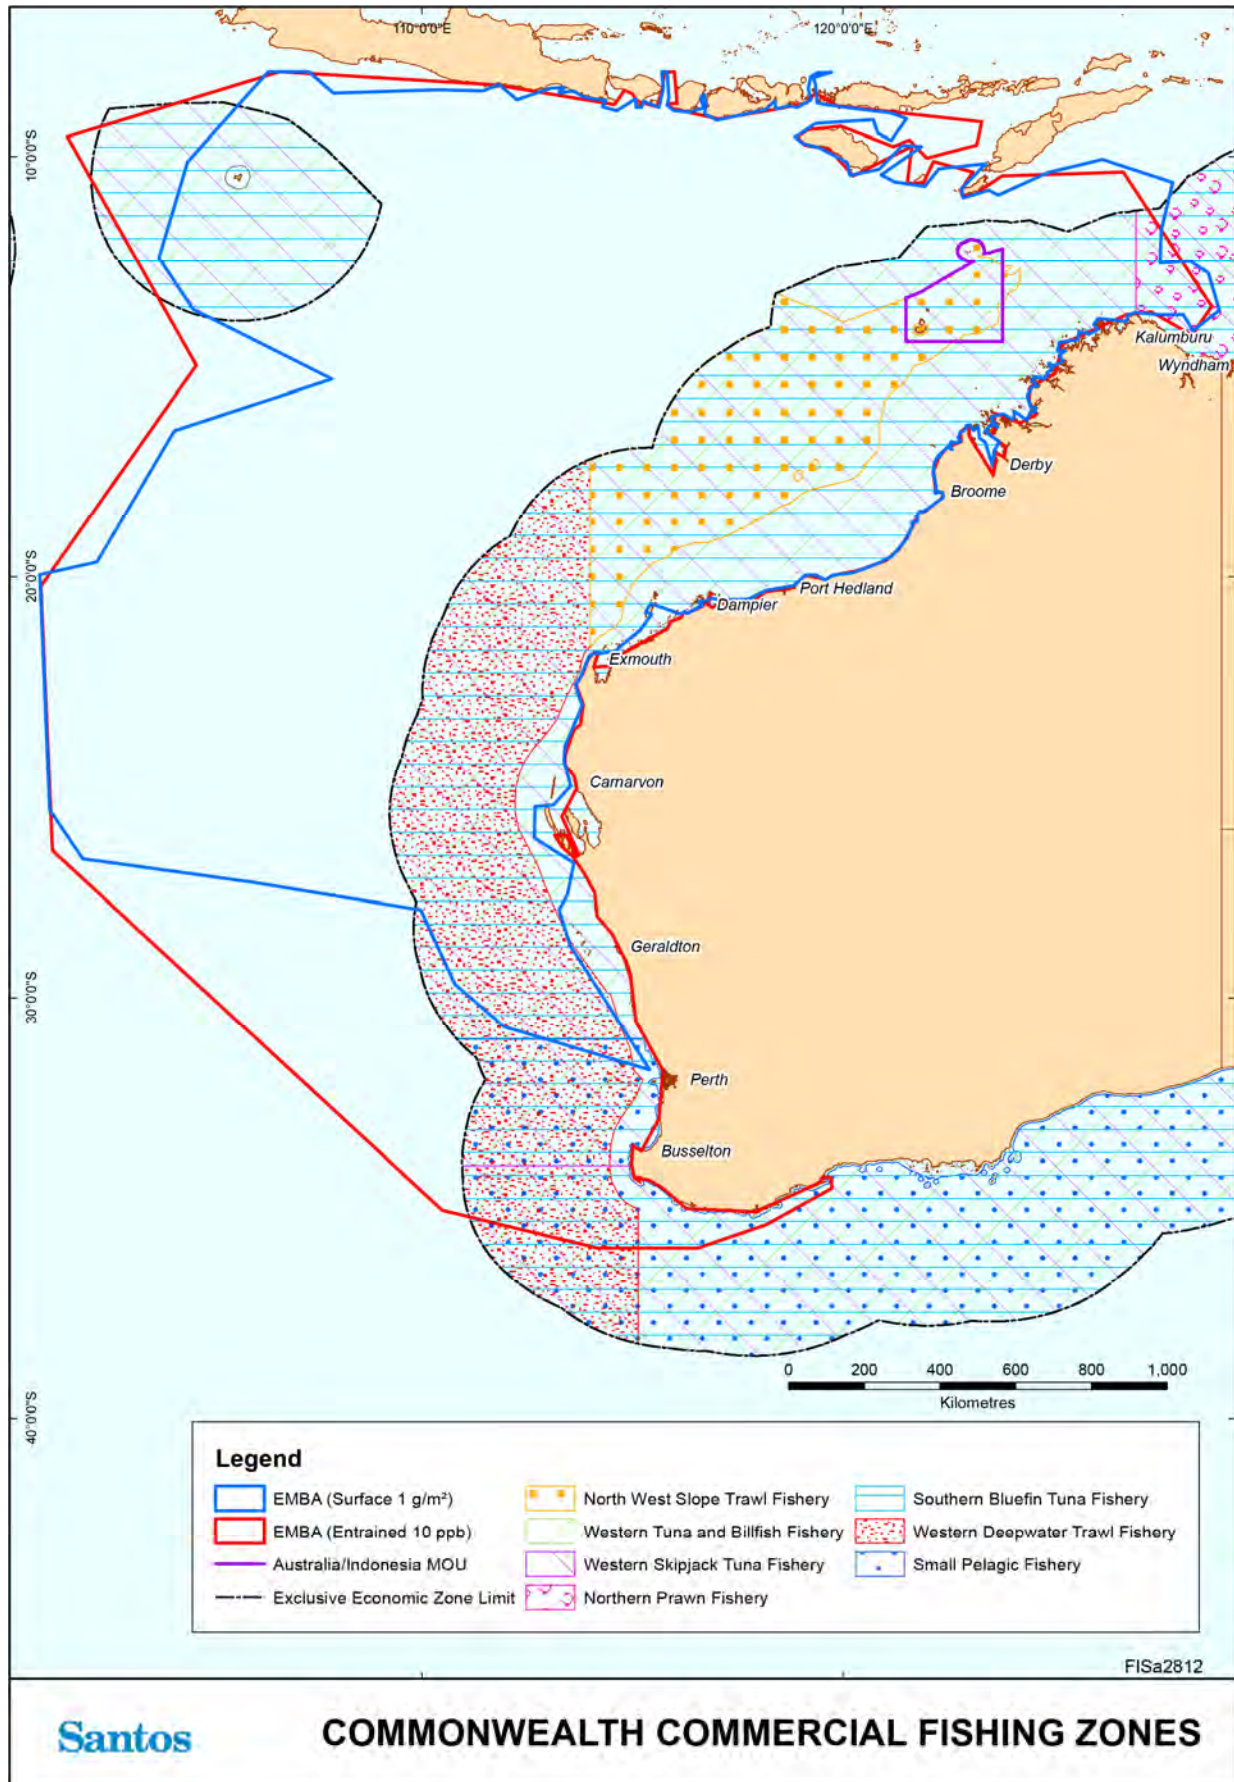 110°0'0"E
120°0'0"E
10°0'0"S
20°0'0"S
30°0'0"S
40°0'0"S
Kalumburu
Wyndham
Derby
Broome
Port Hedland
Dampier
Exmouth
Carnarvon
Geraldton
Perth
Busselton
0 200 400 600 800 1,000
Kilometres
Legend
EMBA (Surface 1 g/m²)
EMBA (Entrained 10 ppb)
Australia/Indonesia MOU
Exclusive Economic Zone Limit
North West Slope Trawl Fishery
Western Tuna and Billfish Fishery
Western Skipjack Tuna Fishery
Northern Prawn Fishery
Southern Bluefin Tuna Fishery
Western Deepwater Trawl Fishery
Small Pelagic Fishery
FISa2812
Santos
COMMONWEALTH COMMERCIAL FISHING ZONES